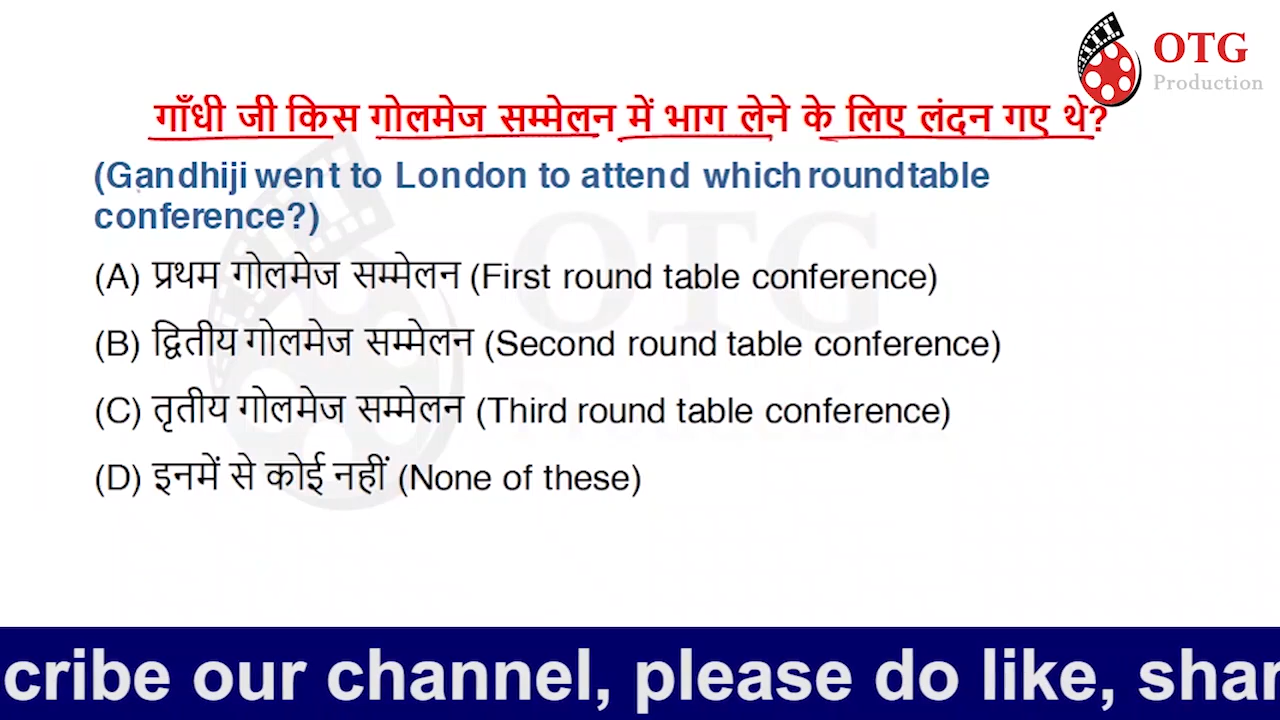 OTG
Production
गाँधी जी किस गोलमेज सम्मेलन में भाग लेने के लिए लंदन गए थे?
(Gandhiji went to London to attend which roundtable
conference?)
(A) प्रथम गोलमेज सम्मेलन (First round table conference)
(B) द्वितीय गोलमेज सम्मेलन (Second round table conference)
(C) तृतीय गोलमेज सम्मेलन (Third round table conference)
(D) इनमें से कोई नहीं (None of these)
OTG
cribe our channel, please do like, shar